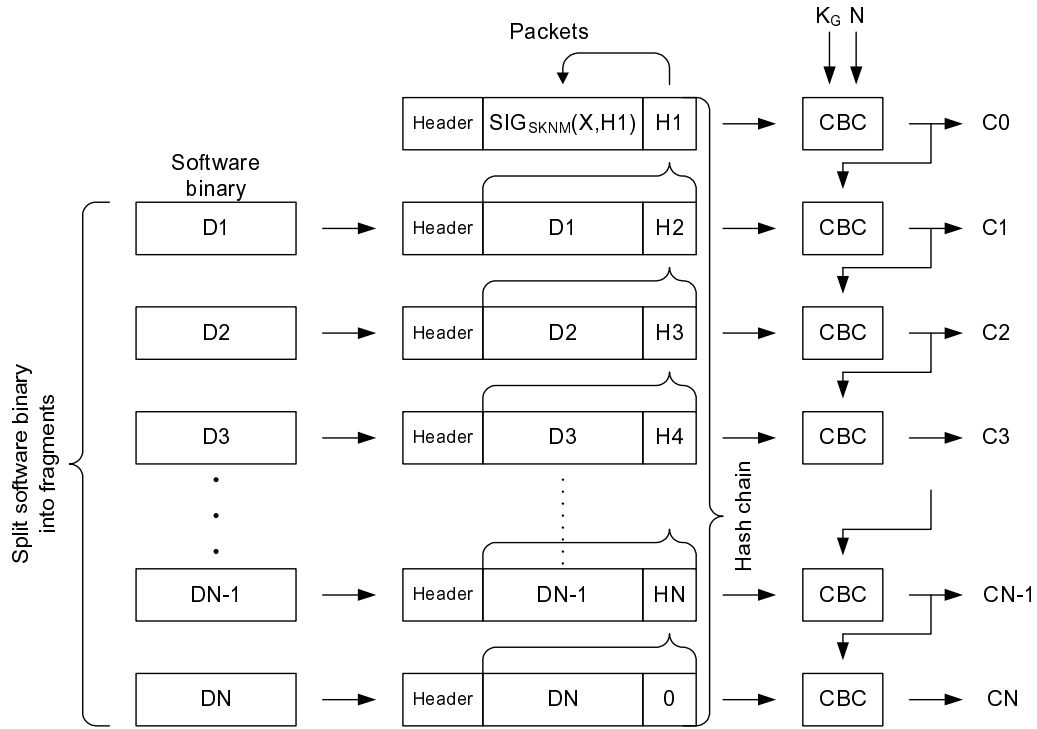 K_G N
Packets
Header SIG_SKNM(X,H1) H1 CBC C0
Software
binary
D1 Header D1 H2 CBC C1
D2 Header D2 H3 CBC C2
D3 Header D3 H4 CBC C3
Split software binary
into fragments
Hash chain
DN-1 Header DN-1 HN CBC CN-1
DN Header DN 0 CBC CN